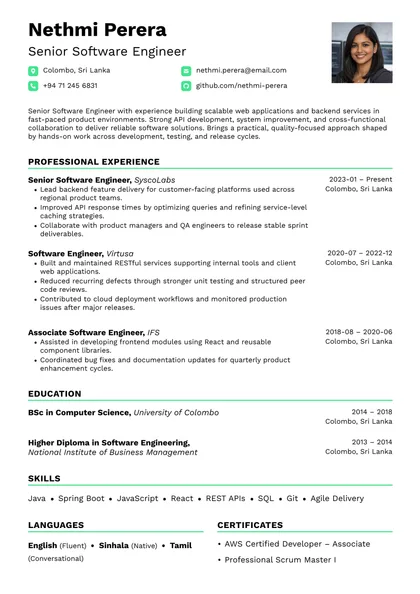 Nethmi Perera
Senior Software Engineer
Colombo, Sri Lanka
nethmi.perera@email.com
+94 71 245 6831
github.com/nethmi-perera
Senior Software Engineer with experience building scalable web applications and backend services in
fast-paced product environments. Strong API development, system improvement, and cross-functional
collaboration to deliver reliable software solutions. Brings a practical, quality-focused approach shaped
by hands-on work across development, testing, and release cycles.
PROFESSIONAL EXPERIENCE
Senior Software Engineer, SyscoLabs
2023-01 – Present
Colombo, Sri Lanka
• Lead backend feature delivery for customer-facing platforms used across
regional product teams.
• Improved API response times by optimizing queries and refining service-level
caching strategies.
• Collaborate with product managers and QA engineers to release stable sprint
deliverables.
Software Engineer, Virtusa
2020-07 – 2022-12
Colombo, Sri Lanka
• Built and maintained RESTful services supporting internal tools and client
web applications.
• Reduced recurring defects through stronger unit testing and structured peer
code reviews.
• Contributed to cloud deployment workflows and monitored production
issues after major releases.
Associate Software Engineer, IFS
2018-08 – 2020-06
Colombo, Sri Lanka
• Assisted in developing frontend modules using React and reusable
component libraries.
• Coordinated bug fixes and documentation updates for quarterly product
enhancement cycles.
EDUCATION
BSc in Computer Science, University of Colombo
2014 – 2018
Colombo, Sri Lanka
Higher Diploma in Software Engineering,
National Institute of Business Management
2013 – 2014
Colombo, Sri Lanka
SKILLS
Java • Spring Boot • JavaScript • React • REST APIs • SQL • Git • Agile Delivery
LANGUAGES
English (Fluent) • Sinhala (Native) • Tamil
(Conversational)
CERTIFICATES
• AWS Certified Developer – Associate
• Professional Scrum Master I